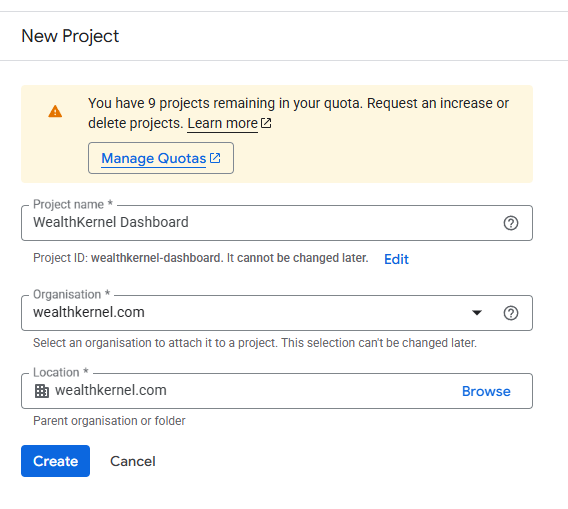 New Project
You have 9 projects remaining in your quota. Request an increase or
delete projects. Learn more
Manage Quotas
Project name *
WealthKernel Dashboard
Project ID: wealthkernel-dashboard. It cannot be changed later. Edit
Organisation *
wealthkernel.com
Select an organisation to attach it to a project. This selection can't be changed later.
Location *
wealthkernel.com Browse
Parent organisation or folder
Create Cancel